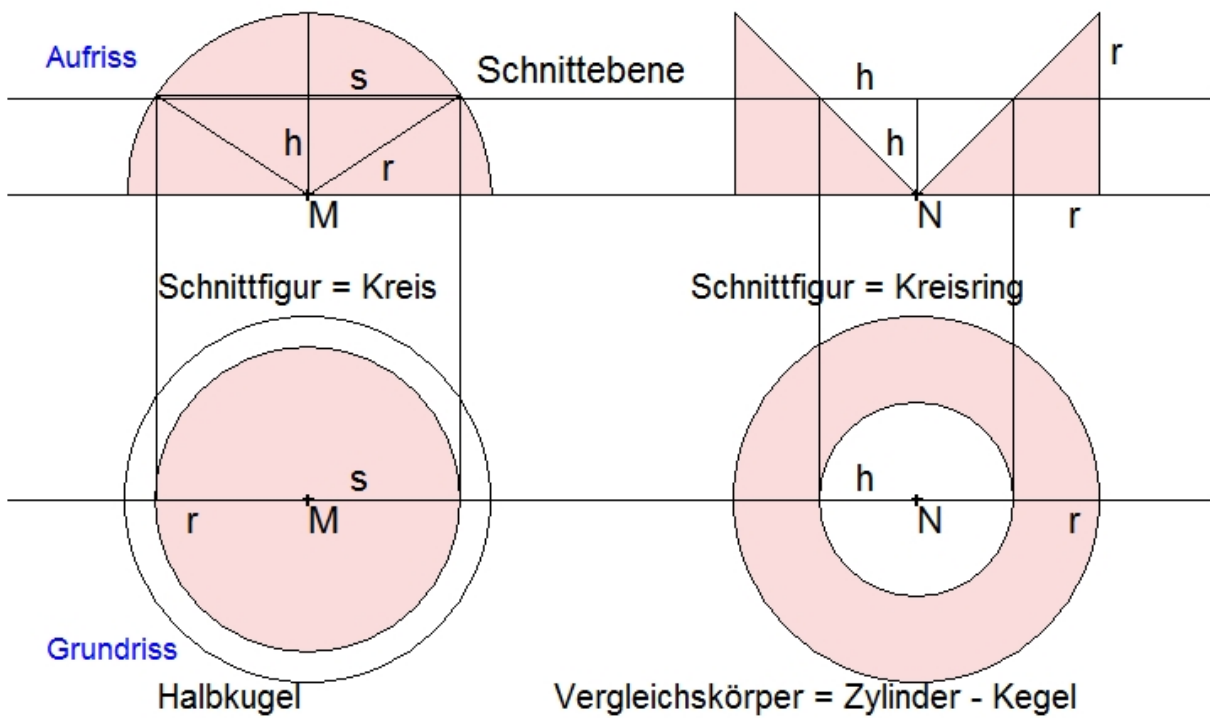 Aufriss
s
Schnittebene
h
r
h
h
r
M
N
r
Schnittfigur = Kreis
Schnittfigur = Kreisring
s
h
r
M
N
r
Grundriss
Halbkugel
Vergleichskörper = Zylinder - Kegel